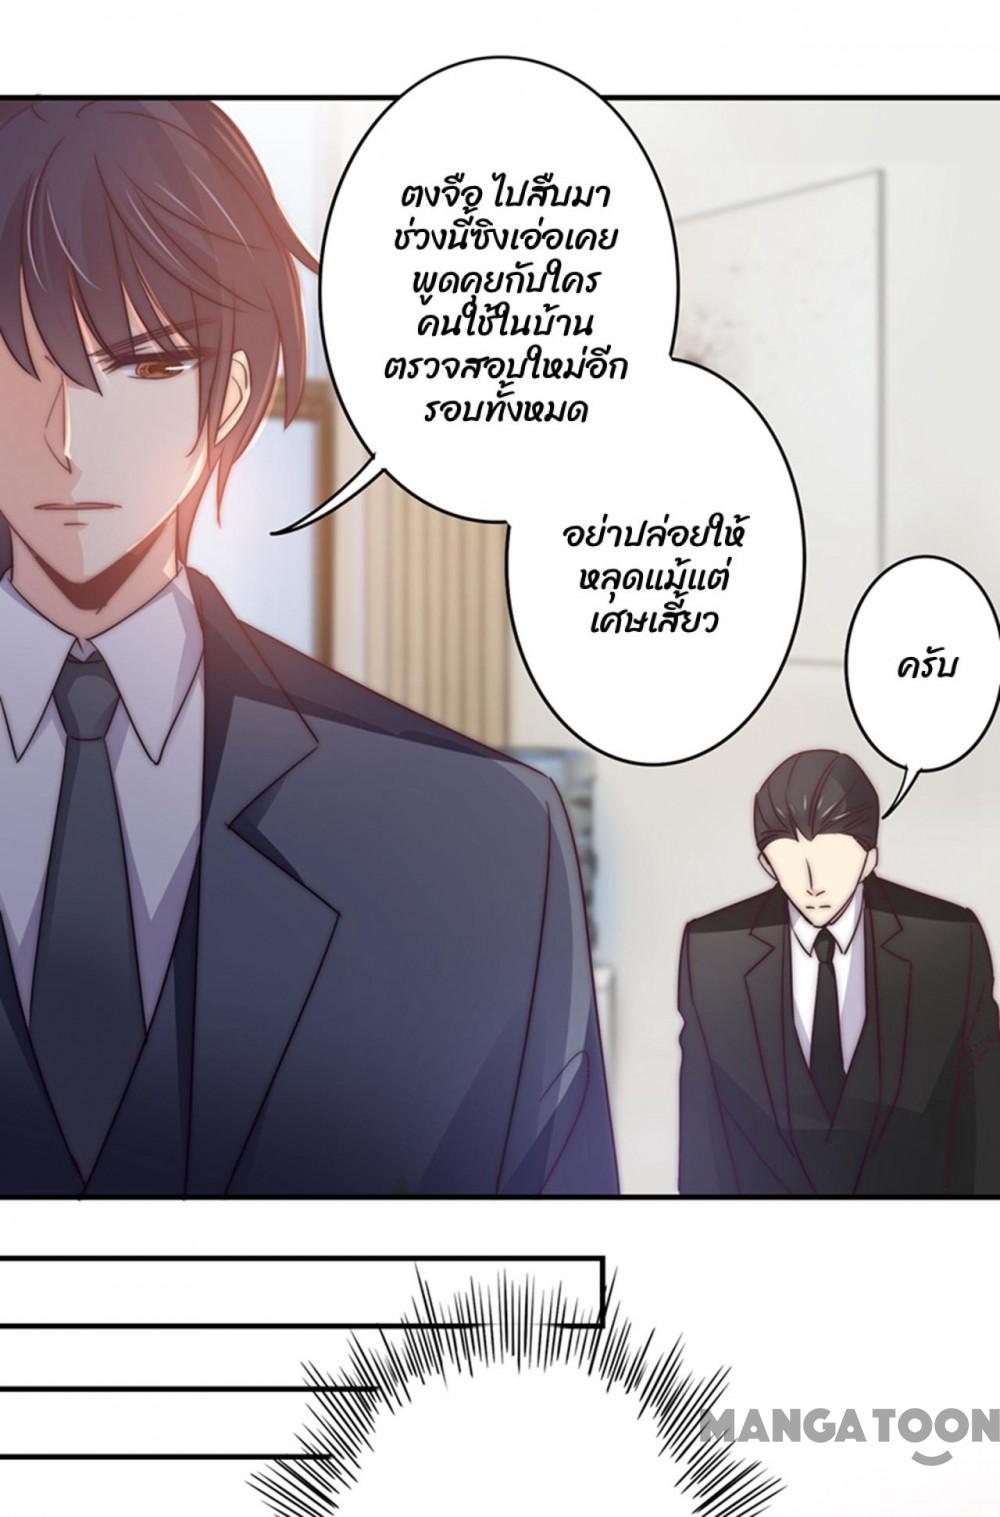 ตงจือ ไปสืบมา
ช่วงนี้ซิงเอ่อเคย
พูดคุยกับใคร
คนใช้ในบ้าน
ตรวจสอบใหม่อีก
รอบทั้งหมด
อย่าปล่อยให้
หลุดแม้แต่
เศษเสี้ยว
ครับ
MANGATOON